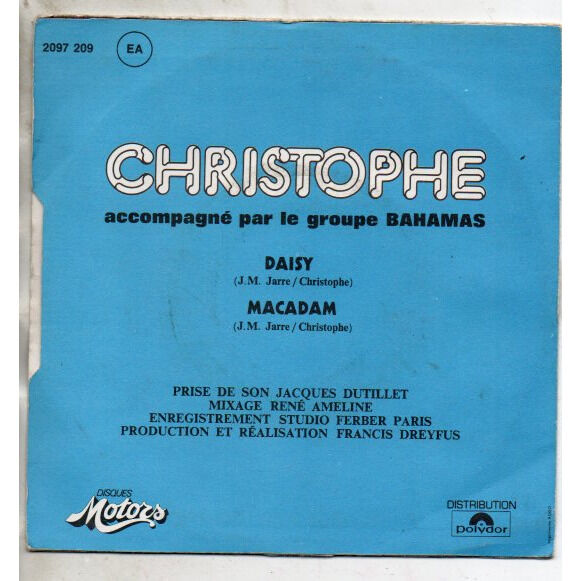 2097 209 EA
CHRISTOPHE
accompagné par le groupe BAHAMAS
DAISY
(J.M. Jarre / Christophe)
MACADAM
(J.M. Jarre / Christophe)
PRISE DE SON JACQUES DUTILLET
MIXAGE RENÉ AMELINE
ENREGISTREMENT STUDIO FERBER PARIS
PRODUCTION ET RÉALISATION FRANCIS DREYFUS
DISQUES
Motors
DISTRIBUTION
polydor